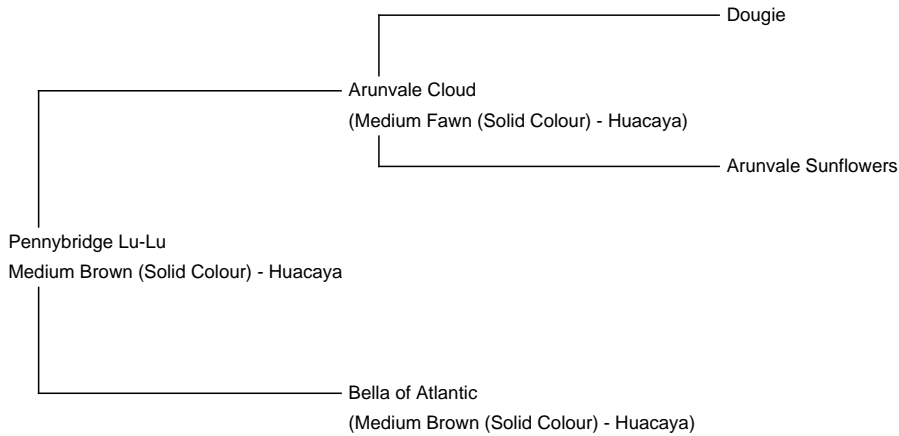 Dougie
Arunvale Cloud
(Medium Fawn (Solid Colour) - Huacaya)
Arunvale Sunflowers
Pennybridge Lu-Lu
Medium Brown (Solid Colour) - Huacaya
Bella of Atlantic
(Medium Brown (Solid Colour) - Huacaya)